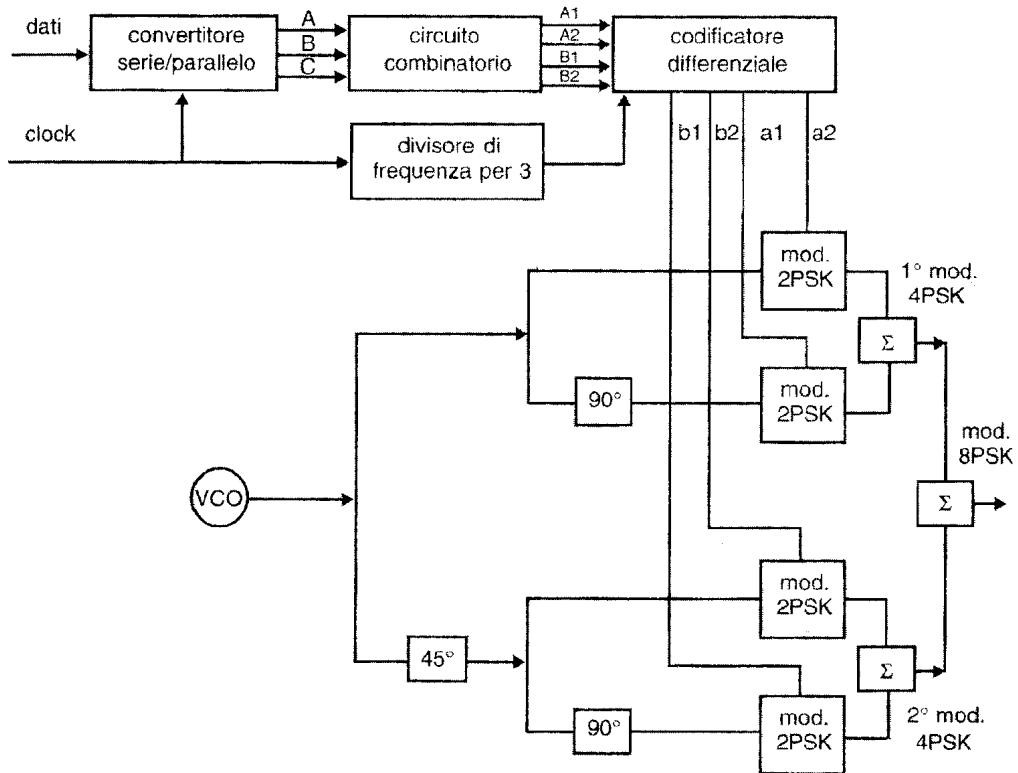 dati
convertitore
serie/parallelo
A
B
C
circuito
combinatorio
A1
A2
B1
B2
codificatore
differenziale
clock
divisore di
frequenza per 3
b1
b2
a1
a2
mod.
2PSK
1° mod.
4PSK
Σ
90°
mod.
2PSK
mod.
8PSK
VCO
Σ
mod.
2PSK
45°
Σ
90°
mod.
2PSK
2° mod.
4PSK